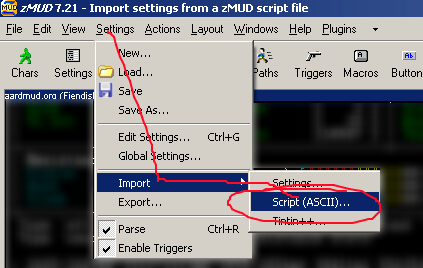 zMUD 7.21 - Import settings from a zMUD script file
File Edit View Settings Actions Layout Windows Help Plugins
Chars Settings Paths Triggers Macros Button
aardmud.org (Fiendish
New...
Load...
Save
Save As...
Edit Settings... Ctrl+G
Global Settings...
Import
Export...
Parse Ctrl+R
Enable Triggers
Settings...
Script (ASCII)...
Tintin++...